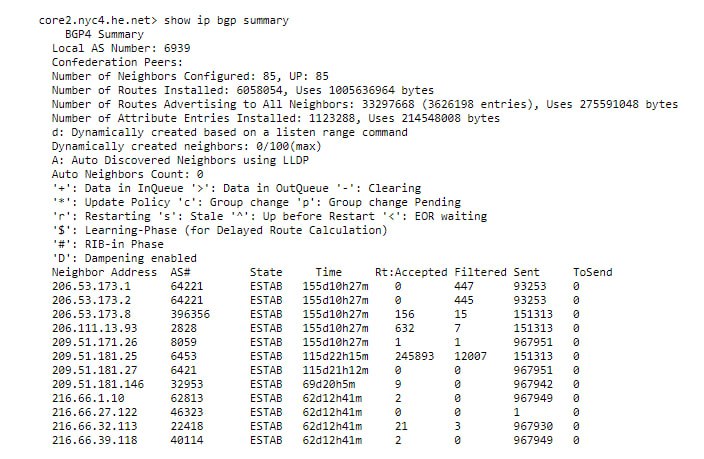 core2.nyc4.he.net> show ip bgp summary
BGP4 Summary
Local AS Number: 6939
Confederation Peers:
Number of Neighbors Configured: 85, UP: 85
Number of Routes Installed: 6058054, Uses 1005636964 bytes
Number of Routes Advertising to All Neighbors: 33297668 (3626198 entries), Uses 275591048 bytes
Number of Attribute Entries Installed: 1123288, Uses 214548008 bytes
d: Dynamically created based on a listen range command
Dynamically created neighbors: 0/100(max)
A: Auto Discovered Neighbors using LLDP
Auto Neighbors Count: 0
'+': Data in InQueue '>': Data in OutQueue '-': Clearing
'*': Update Policy 'c': Group change 'p': Group change Pending
'r': Restarting 's': Stale '^': Up before Restart '<': EOR waiting
'$': Learning-Phase (for Delayed Route Calculation)
'#': RIB-in Phase
'D': Dampening enabled
Neighbor Address AS# State Time Rt:Accepted Filtered Sent ToSend
206.53.173.1 64221 ESTAB 155d10h27m 0 447 93253 0
206.53.173.2 64221 ESTAB 155d10h27m 0 445 93253 0
206.53.173.8 396356 ESTAB 155d10h27m 156 15 151313 0
206.111.13.93 2828 ESTAB 155d10h27m 632 7 151313 0
209.51.171.26 8059 ESTAB 155d10h27m 1 1 967951 0
209.51.181.25 6453 ESTAB 115d22h15m 245893 12007 151313 0
209.51.181.27 6421 ESTAB 115d21h12m 0 0 967951 0
209.51.181.146 32953 ESTAB 69d20h5m 9 0 967942 0
216.66.1.10 62813 ESTAB 62d12h41m 2 0 967949 0
216.66.27.122 46323 ESTAB 62d12h41m 0 0 1 0
216.66.32.113 22418 ESTAB 62d12h41m 21 3 967930 0
216.66.39.118 40114 ESTAB 62d12h41m 2 0 967949 0